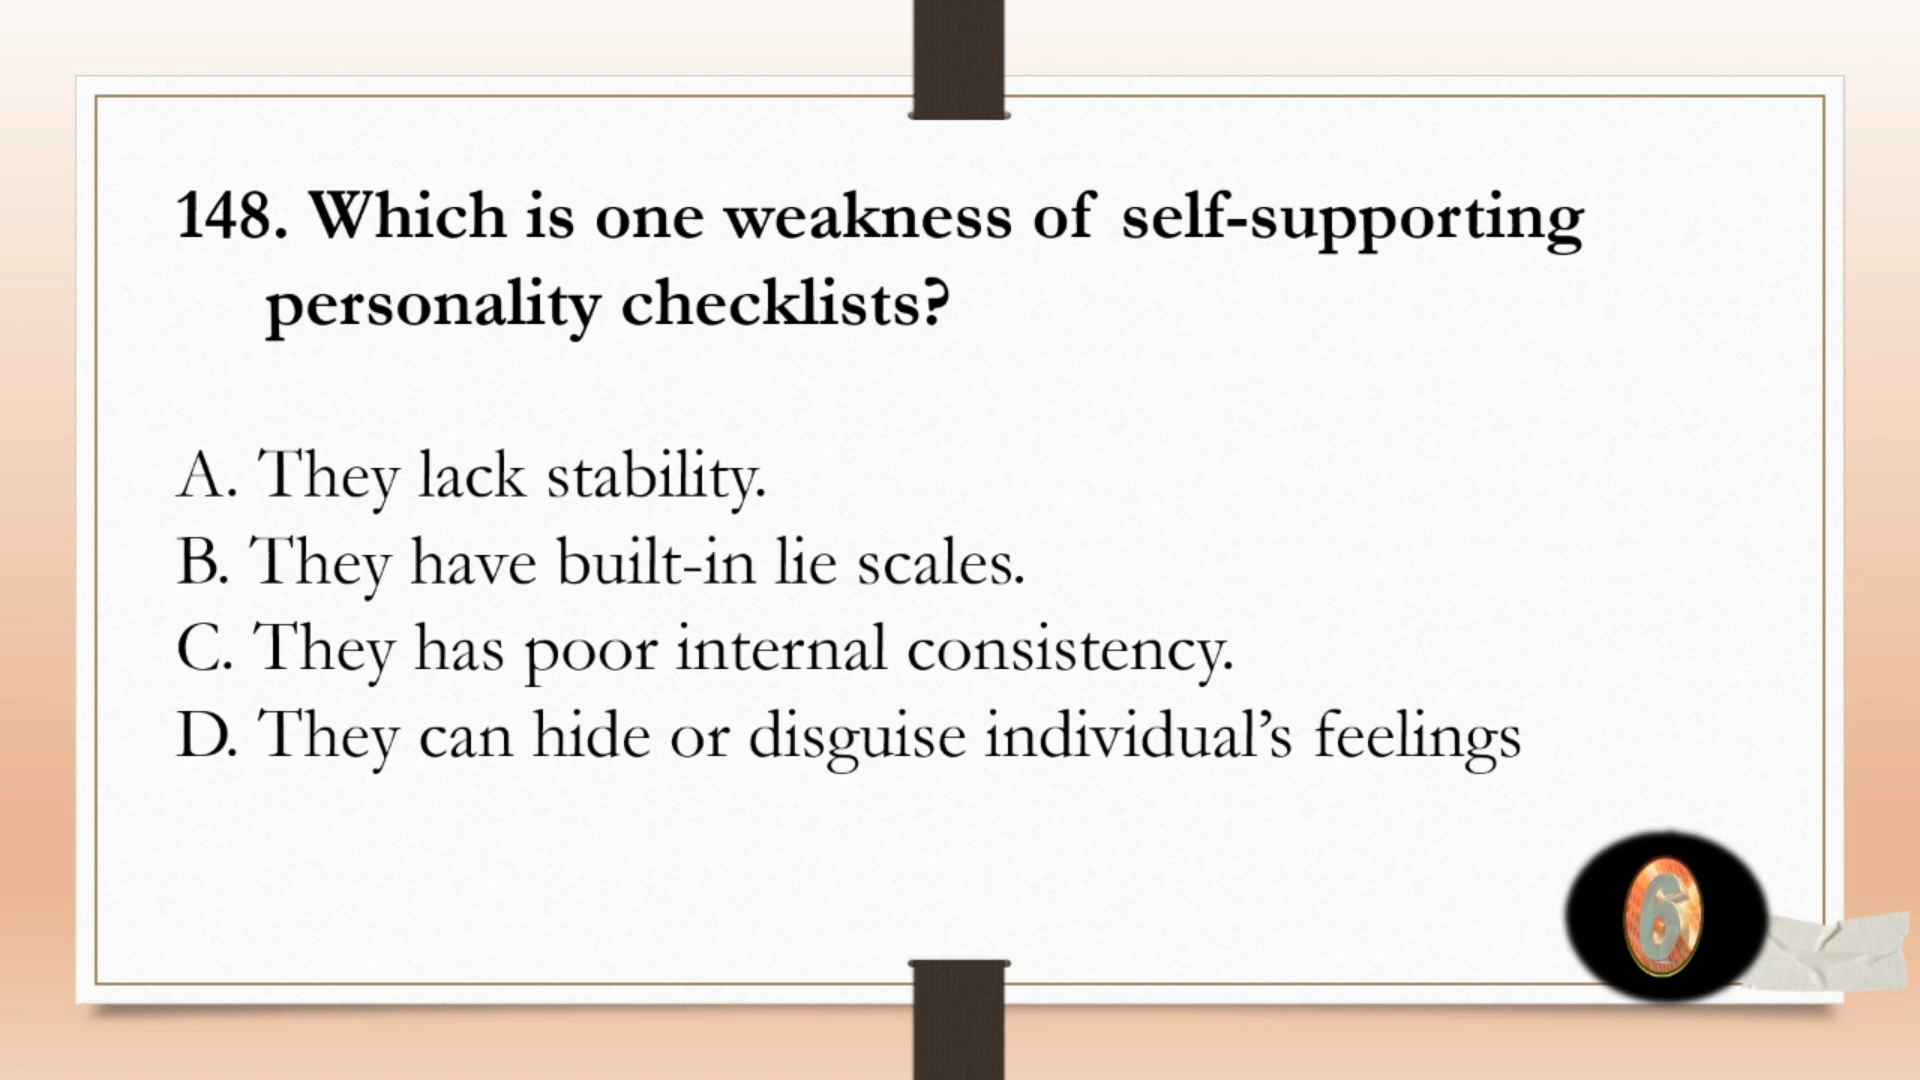 148. Which is one weakness of self-supporting
personality checklists?
A. They lack stability.
B. They have built-in lie scales.
C. They has poor internal consistency.
D. They can hide or disguise individual’s feelings
6